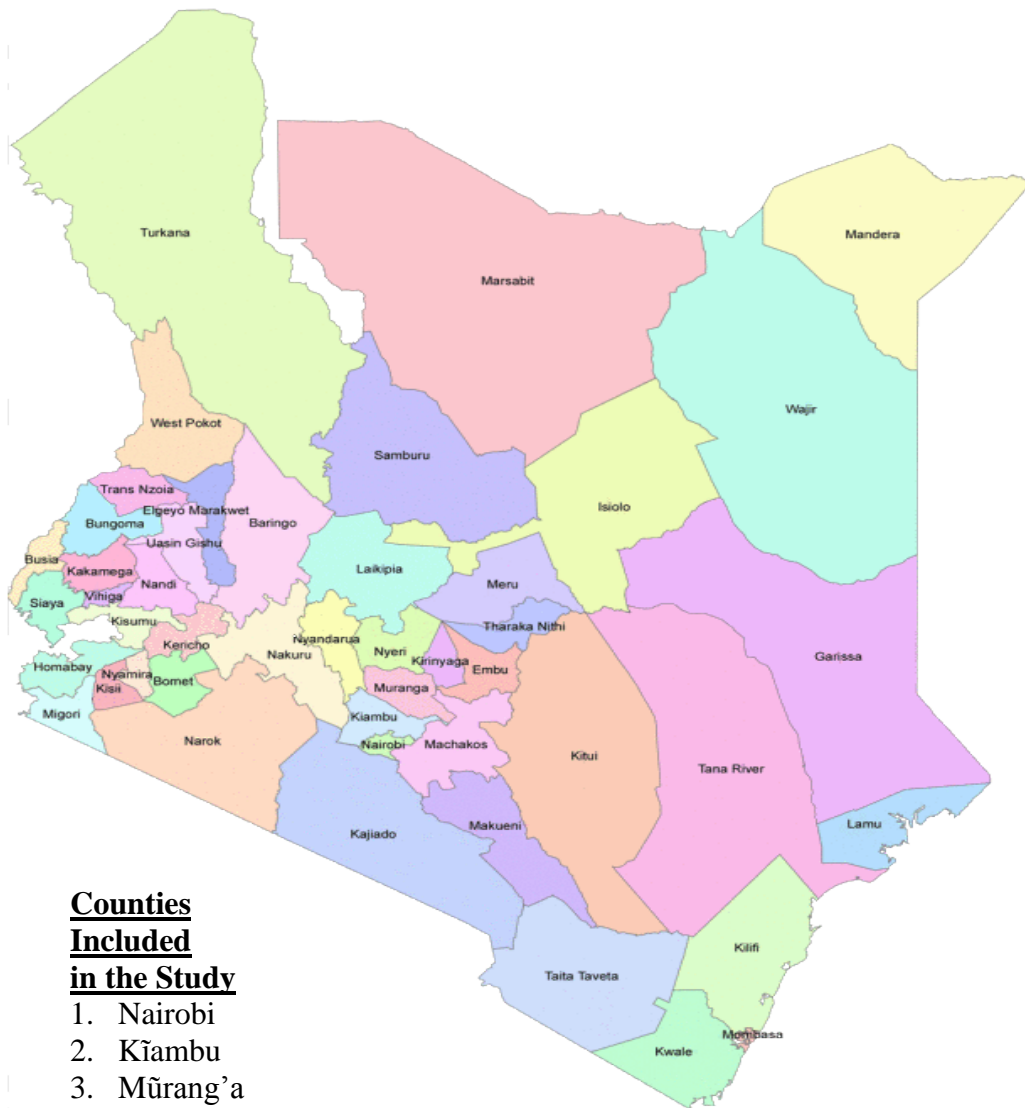 Turkana
Mandera
Marsabit
Wajir
West Pokot
Samburu
Trans Nzoia
Isiolo
Elgeyo Marakwet
Bungoma
Baringo
Uasin Gishu
Busia
Kakamega
Laikipia
Nandi
Meru
Vihiga
Siaya
Kisumu
Tharaka Nithi
Nyandarua
Kericho
Nyeri
Kirinyaga
Garissa
Nakuru
Homabay
Nyamira
Embu
Bomet
Muranga
Kisii
Migori
Kiambu
Nairobi
Machakos
Narok
Kitui
Tana River
Lamu
Kajiado
Makueni
Kilifi
Taita Taveta
Mombasa
Kwale
Counties
Included
in the Study
1. Nairobi
2. Kĩambu
3. Mũrang’a